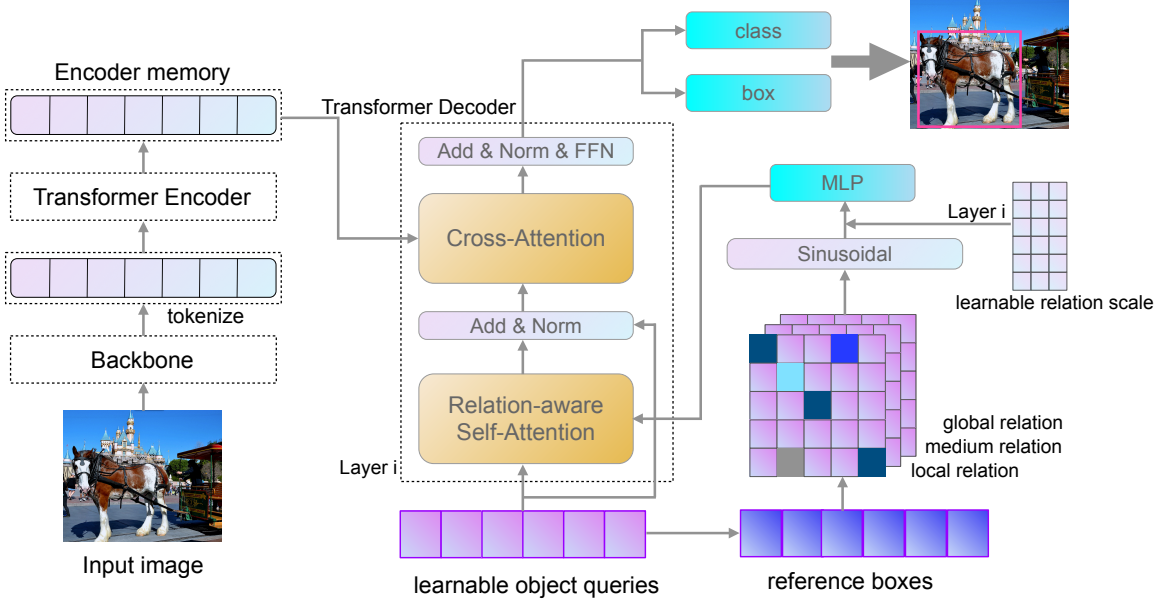 Encoder memory
Transformer Encoder
tokenize
Backbone
Input image
Transformer Decoder
Add & Norm & FFN
Cross-Attention
Add & Norm
Relation-aware
Self-Attention
Layer i
learnable object queries
class
box
MLP
Layer i
Sinusoidal
learnable relation scale
global relation
medium relation
local relation
reference boxes